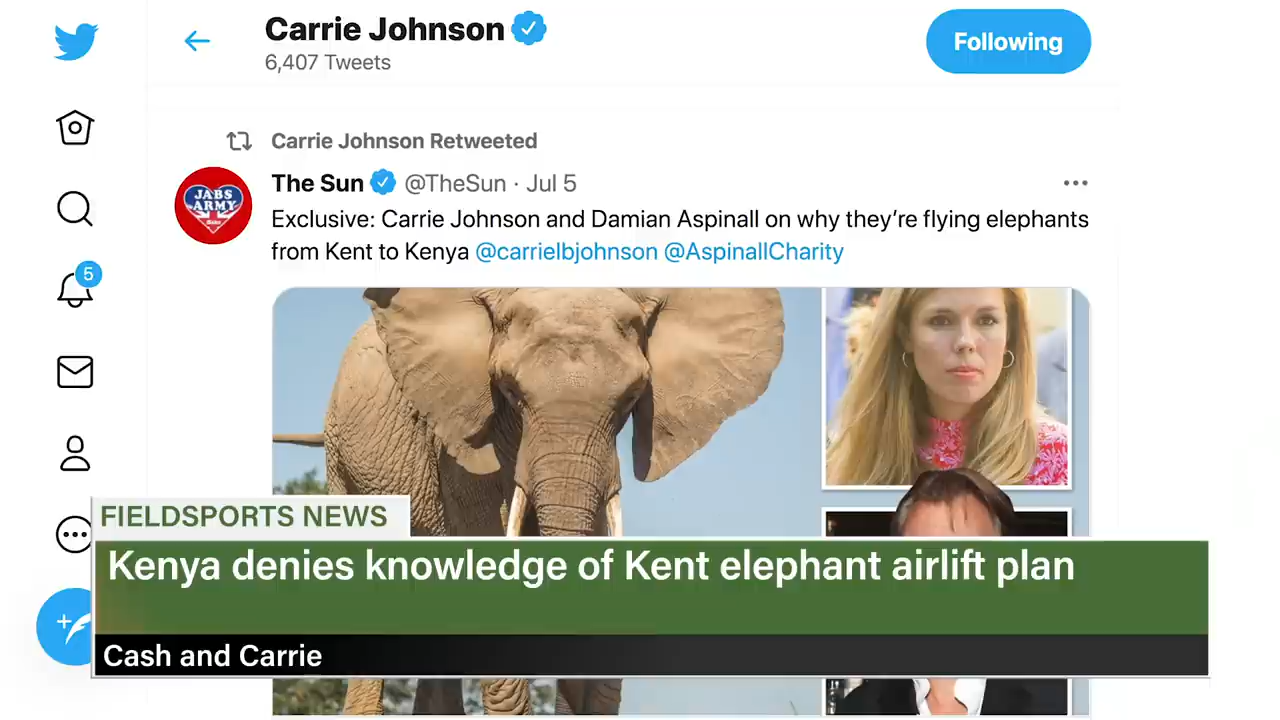 Carrie Johnson
6,407 Tweets
Following
Carrie Johnson Retweeted
The Sun @TheSun · Jul 5
JABS
ARMY
Exclusive: Carrie Johnson and Damian Aspinall on why they’re flying elephants
from Kent to Kenya @carrielbjohnson @AspinallCharity
5
FIELDSPORTS NEWS
Kenya denies knowledge of Kent elephant airlift plan
Cash and Carrie